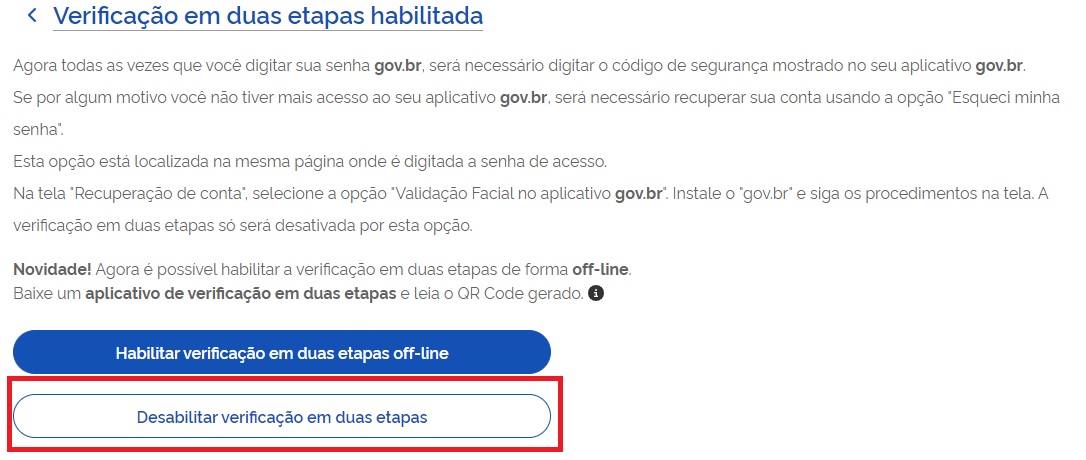 Verificação em duas etapas habilitada
Agora todas as vezes que você digitar sua senha gov.br, será necessário digitar o código de segurança mostrado no seu aplicativo gov.br.
Se por algum motivo você não tiver mais acesso ao seu aplicativo gov.br, será necessário recuperar sua conta usando a opção "Esqueci minha
senha".
Esta opção está localizada na mesma página onde é digitada a senha de acesso.
Na tela "Recuperação de conta", selecione a opção "Validação Facial no aplicativo gov.br". Instale o "gov.br" e siga os procedimentos na tela. A
verificação em duas etapas só será desativada por esta opção.
Novidade! Agora é possível habilitar a verificação em duas etapas de forma off-line.
Baixe um aplicativo de verificação em duas etapas e leia o QR Code gerado.
Habilitar verificação em duas etapas off-line
Desabilitar verificação em duas etapas